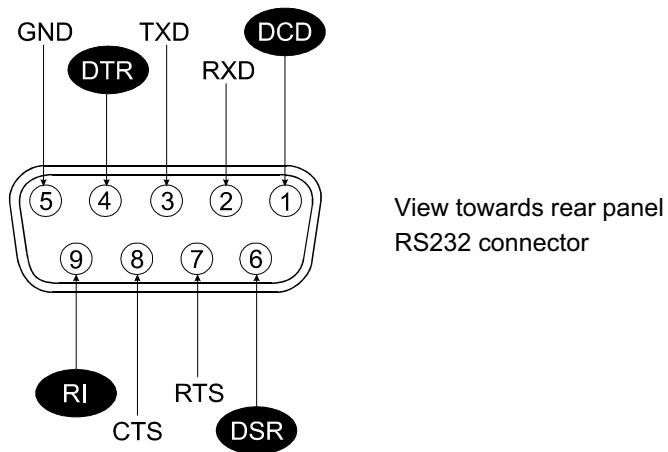 GND TXD DCD
DTR RXD
5 4 3 2 1
View towards rear panel
RS232 connector
9 8 7 6
RI RTS
CTS DSR